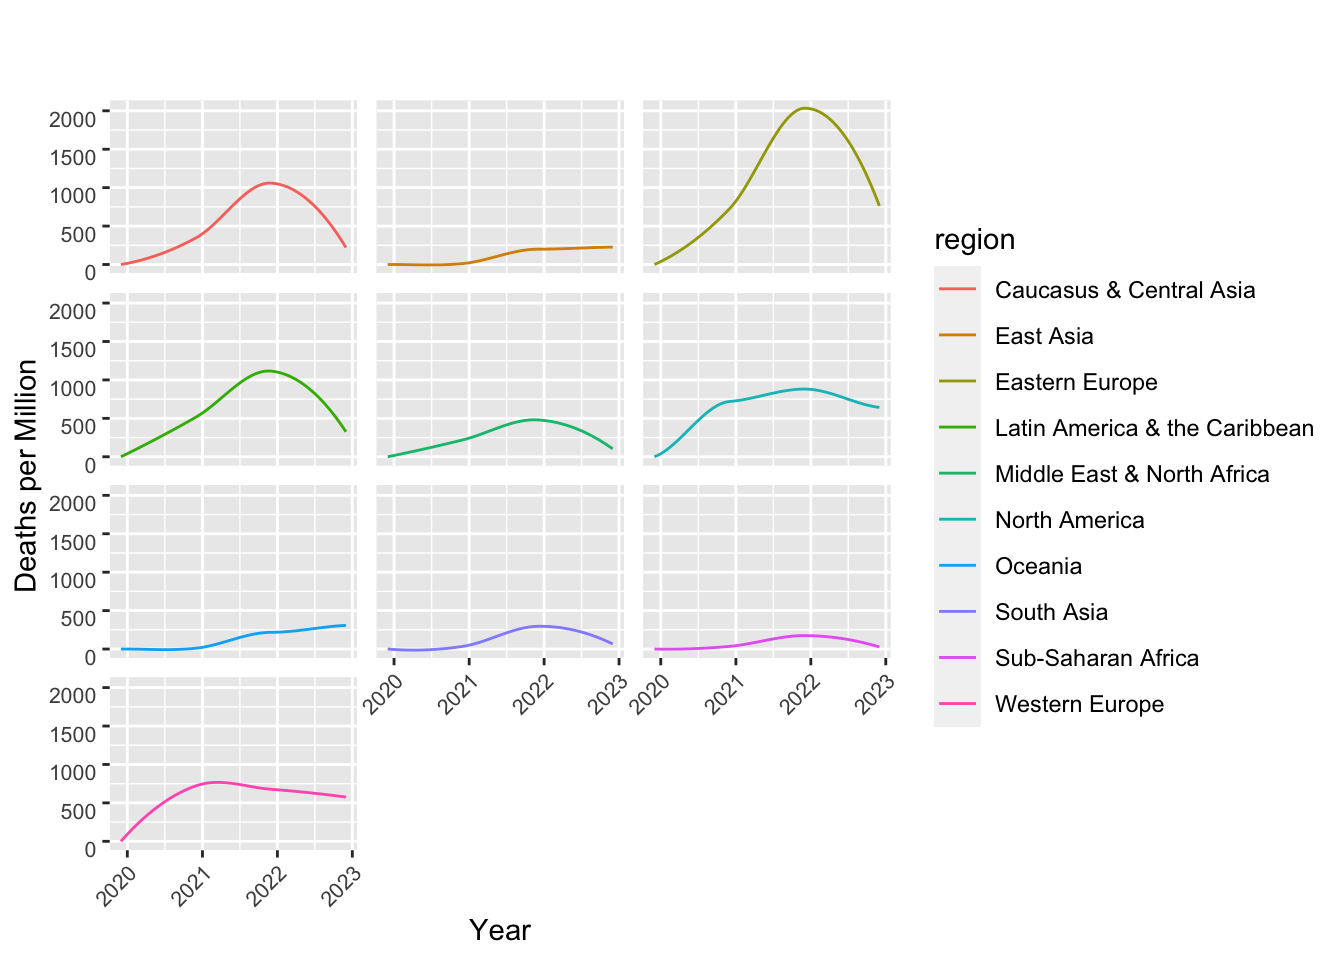 2000
1500
1000
500
0
2000
1500
1000
500
0
Deaths per Million
2000
1500
1000
500
0
2020 2021 2022 2023 2020 2021 2022 2023
2000
1500
1000
500
0
2020 2021 2022 2023
Year
region
Caucasus & Central Asia
East Asia
Eastern Europe
Latin America & the Caribbean
Middle East & North Africa
North America
Oceania
South Asia
Sub-Saharan Africa
Western Europe